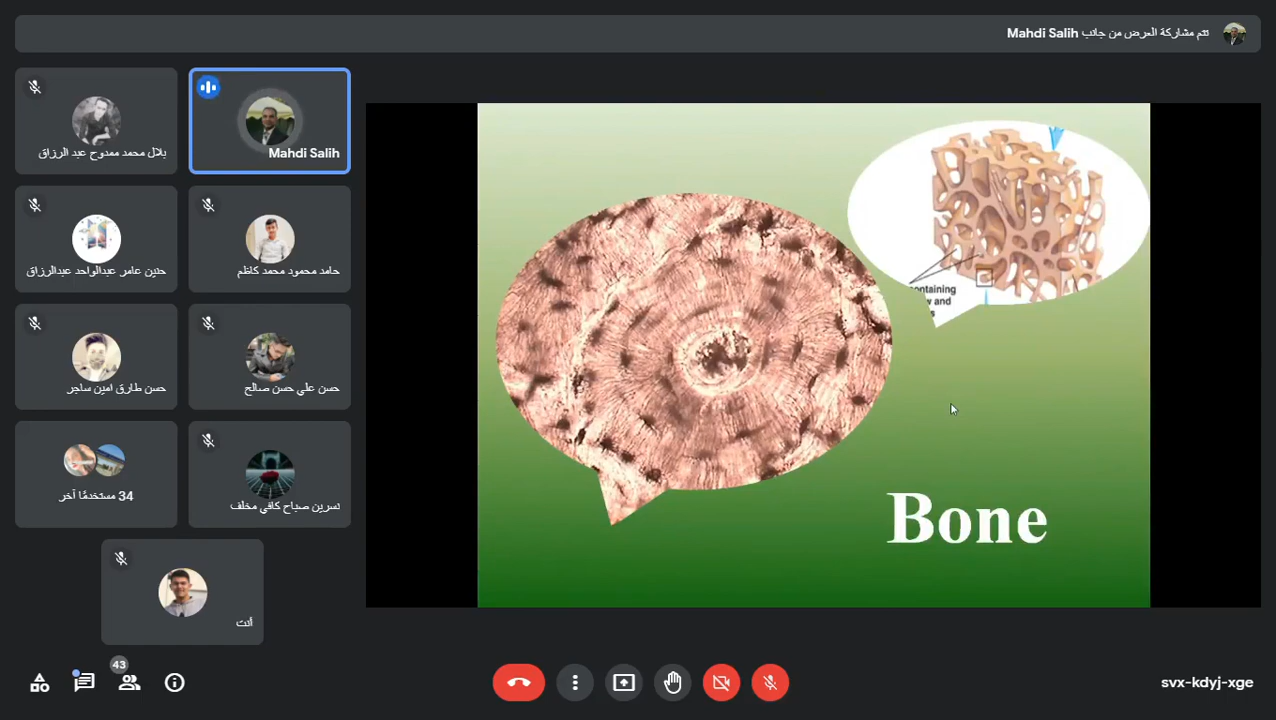 تتم مشاركة العرض من جانب Mahdi Salih
Mahdi Salih
بلال محمد ممدوح عبد الرزاق
حامد محمود محمد كاظم
حنين عامر عبدالواحد عبدالرزاق
حسن علي حسن صالح
حسن طارق امين ساجر
نسرين صباح كافي مخلف
34 مستخدمًا آخر
أنت
ontaining
w and
s
Bone
43
svx-kdyj-xge